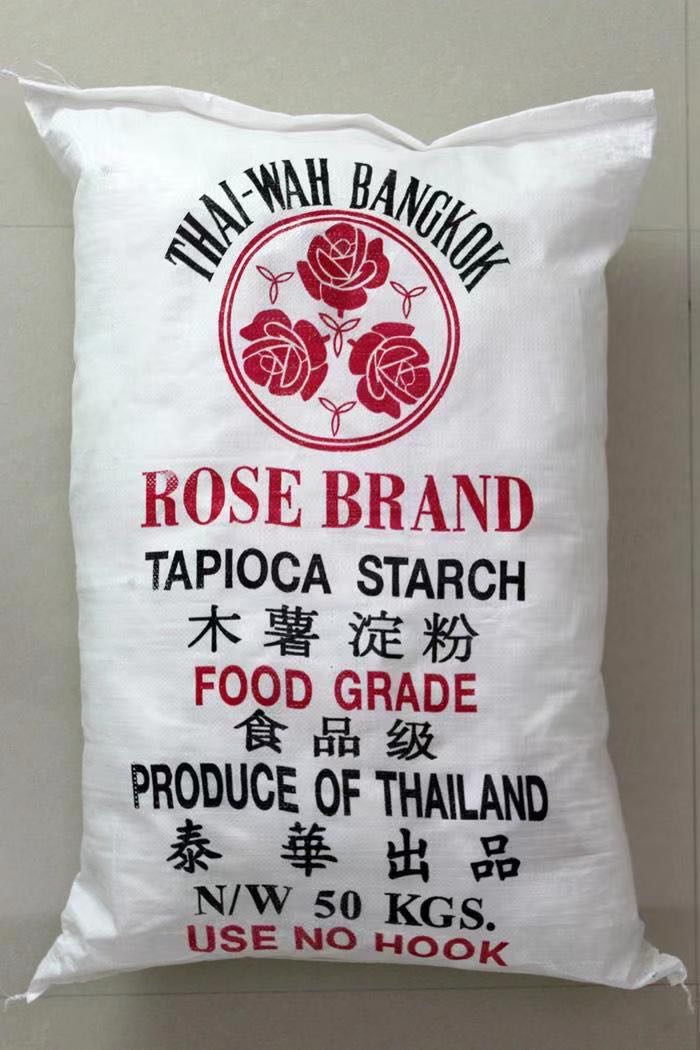 THAI-WAH BANGKOK
ROSE BRAND
TAPIOCA STARCH
木薯淀粉
FOOD GRADE
食品级
PRODUCE OF THAILAND
泰華出品
N/W 50 KGS.
USE NO HOOK